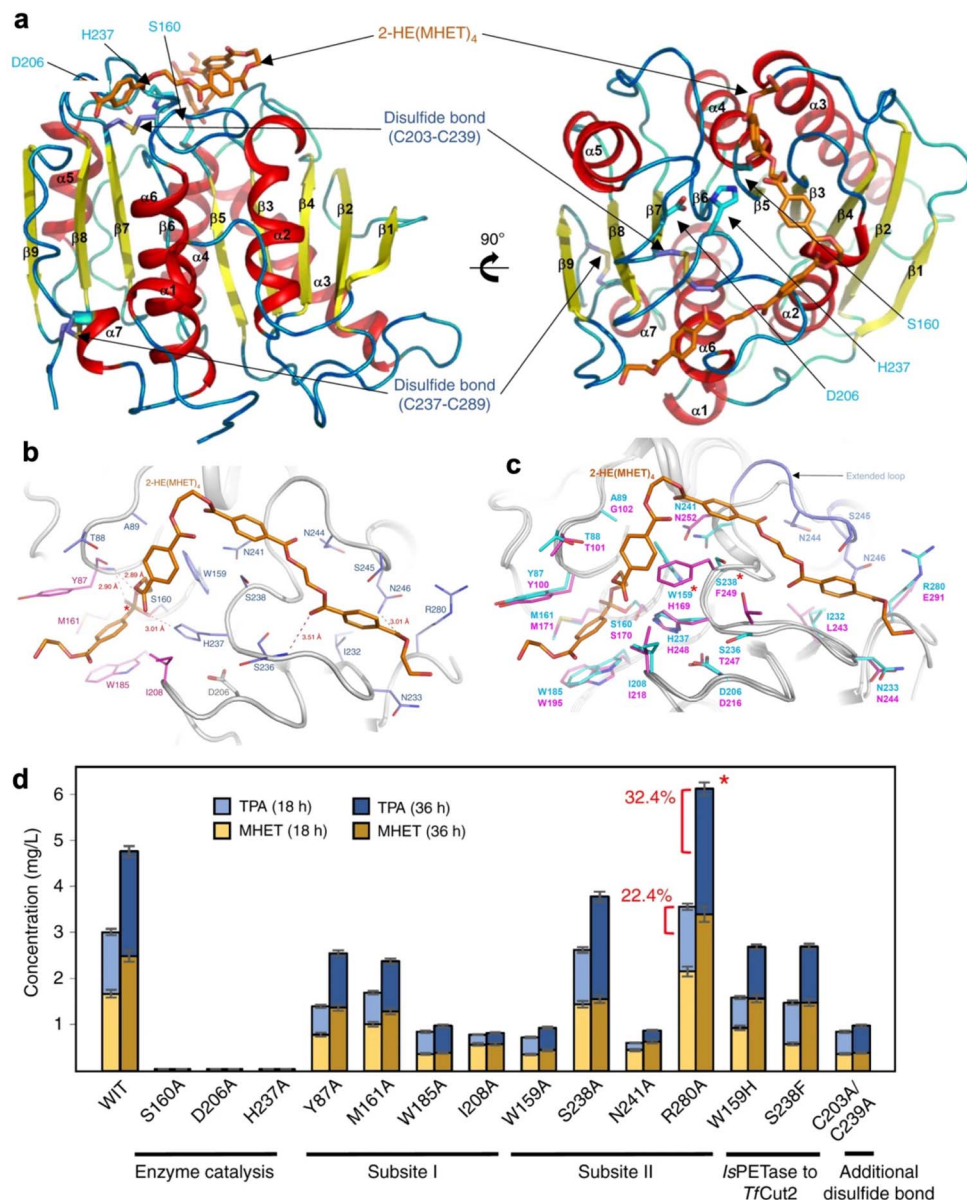 a
H237
S160
D206
2-HE(MHET)4
Disulfide bond
(C203-C239)
α5
β9
β8
β7
α6
β6
α4
α1
β5
β3
α2
β4
β2
β1
α3
α7
Disulfide bond
(C237-C289)
90°
α4
α3
α5
β6
β3
β5
β7
β4
β8
β2
β9
β1
α2
α7
α6
α1
S160
H237
D206
b
2-HE(MHET)4
A89
T88
N241
N244
S245
Y87
2.89 Å
2.90 Å
W159
S160
S238
N246
R280
M161
*
3.01 Å
H237
3.51 Å
3.01 Å
S236
I232
W185
I208
D206
N233
c
2-HE(MHET)4
Extended loop
A89
G102
N241
N252
S245
N244
T88
T101
N246
Y87
Y100
S238 *
F249
W159 *
H169
R280
E291
M161
M171
S160
S170
I232
L243
H237
H248
S236
T247
W185
W195
I208
I218
D206
D216
N233
N244
d
Concentration (mg/L)
6
5
4
3
2
1
TPA (18 h)
TPA (36 h)
MHET (18 h)
MHET (36 h)
32.4%
*
22.4%
WIT
S160A
D206A
H237A
Y87A
M161A
W185A
I208A
W159A
S238A
N241A
R280A
W159H
S238F
C203A/
C239A
Enzyme catalysis
Subsite I
Subsite II
IsPETase to
TfCut2
Additional
disulfide bond